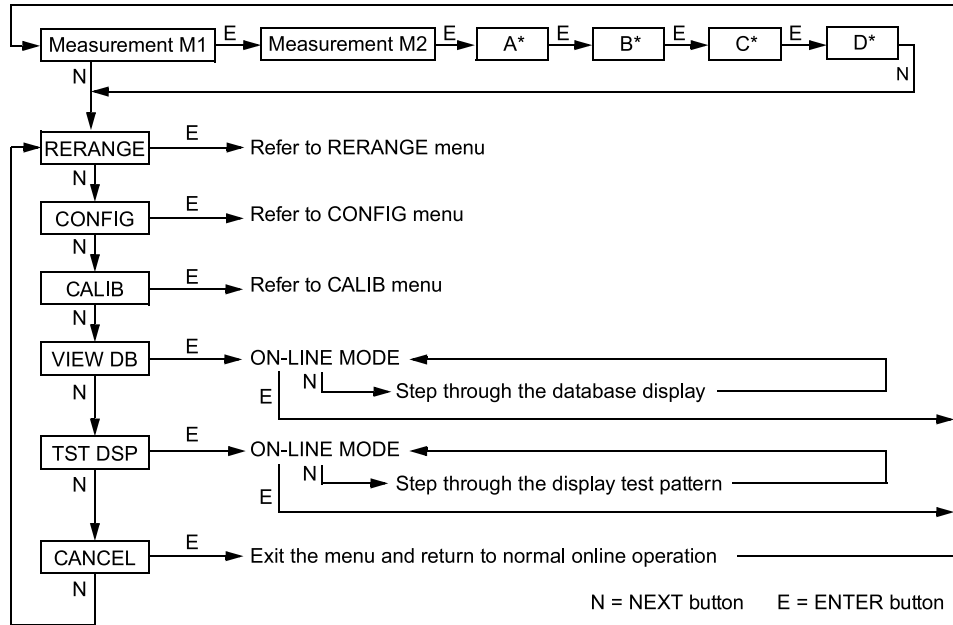 Measurement M1 E Measurement M2 E A* E B* E C* E D*
N N
RERANGE E Refer to RERANGE menu
N
CONFIG E Refer to CONFIG menu
N
CALIB E Refer to CALIB menu
N
VIEW DB E ON-LINE MODE
N Step through the database display
N E
TST DSP E ON-LINE MODE
N Step through the display test pattern
N E
CANCEL E Exit the menu and return to normal online operation
N
N = NEXT button E = ENTER button